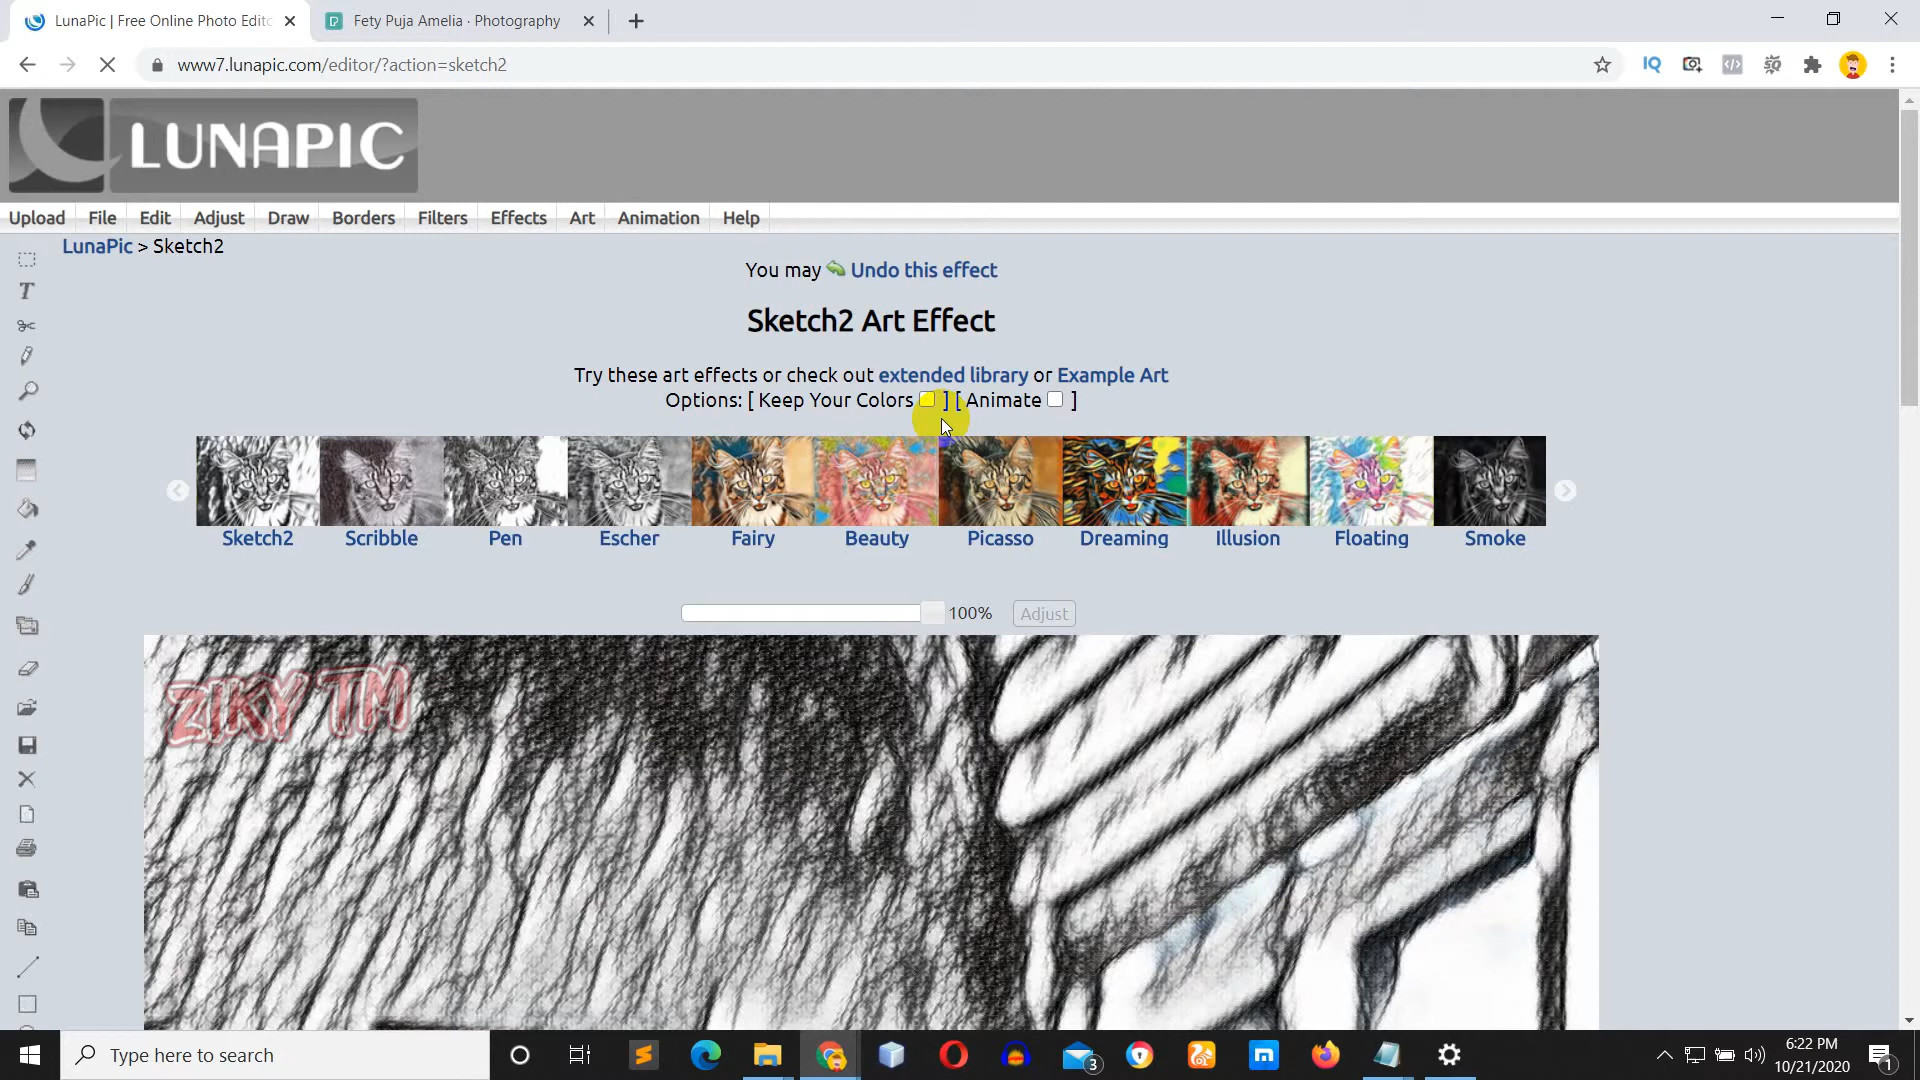 LunaPic | Free Online Photo Edito
Fety Puja Amelia · Photography
www7.lunapic.com/editor/?action=sketch2
LUNAPIC
Upload File Edit Adjust Draw Borders Filters Effects Art Animation Help
LunaPic > Sketch2
You may Undo this effect
Sketch2 Art Effect
Try these art effects or check out extended library or Example Art
Options: [ Keep Your Colors ] [ Animate ]
Sketch2 Scribble Pen Escher Fairy Beauty Picasso Dreaming Illusion Floating Smoke
100% Adjust
ZIKY TM
Type here to search
3
6:22 PM
10/21/2020
1